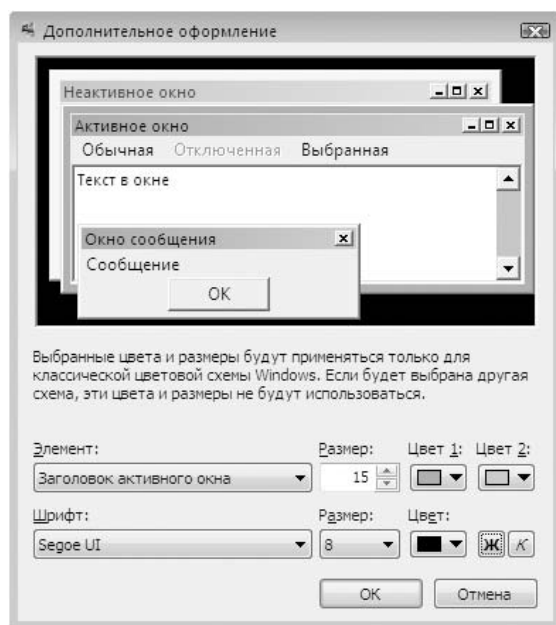 Дополнительное оформление
Неактивное окно
Активное окно
Обычная Отключенная Выбранная
Текст в окне
Окно сообщения
Сообщение
OK
Выбранные цвета и размеры будут применяться только для
классической цветовой схемы Windows. Если будет выбрана другая
схема, эти цвета и размеры не будут использоваться.
Элемент: Размер: Цвет 1: Цвет 2:
Заголовок активного окна 15
Шрифт: Размер: Цвет:
Segoe UI 8 Ж К
OK Отмена